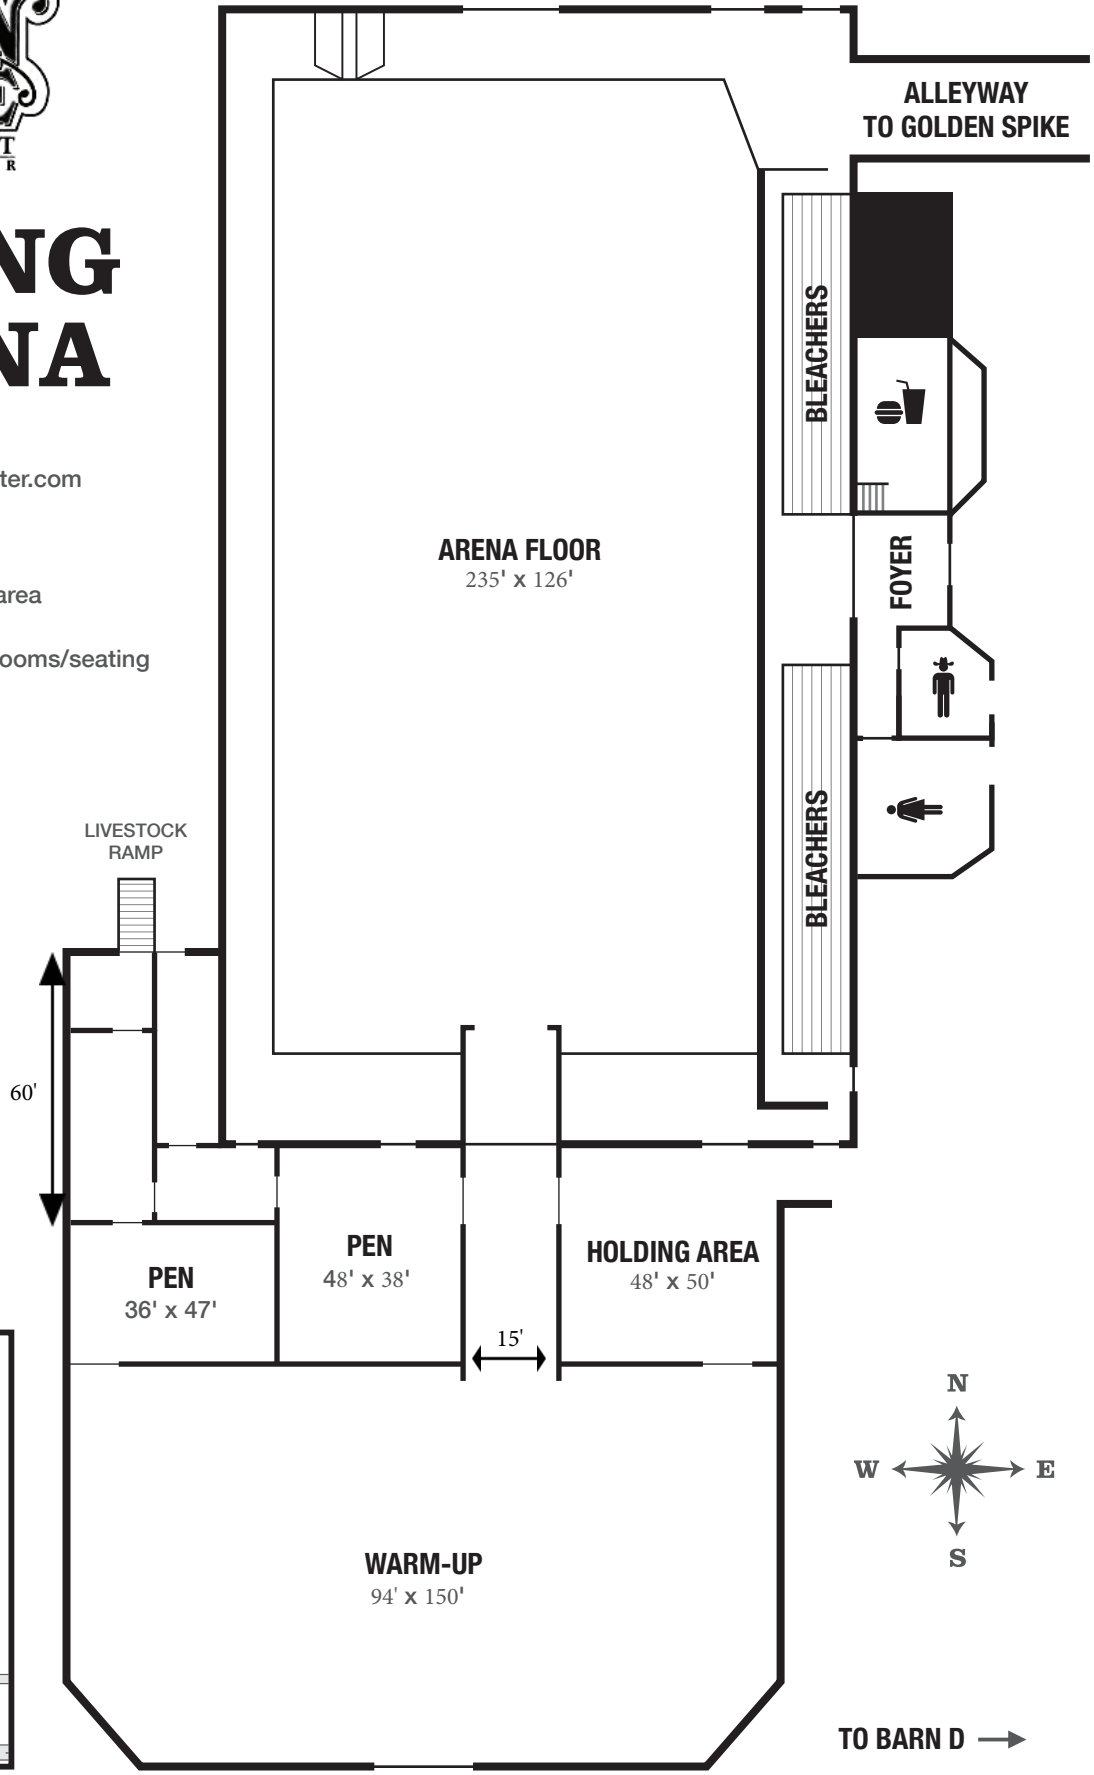 T
R
NG
NA
ter.com
area
ooms/seating
ALLEYWAY
TO GOLDEN SPIKE
BLEACHERS
ARENA FLOOR
235' x 126'
FOYER
BLEACHERS
LIVESTOCK
RAMP
60'
PEN
48' x 38'
HOLDING AREA
48' x 50'
PEN
36' x 47'
15'
N
W
E
S
WARM-UP
94' x 150'
TO BARN D